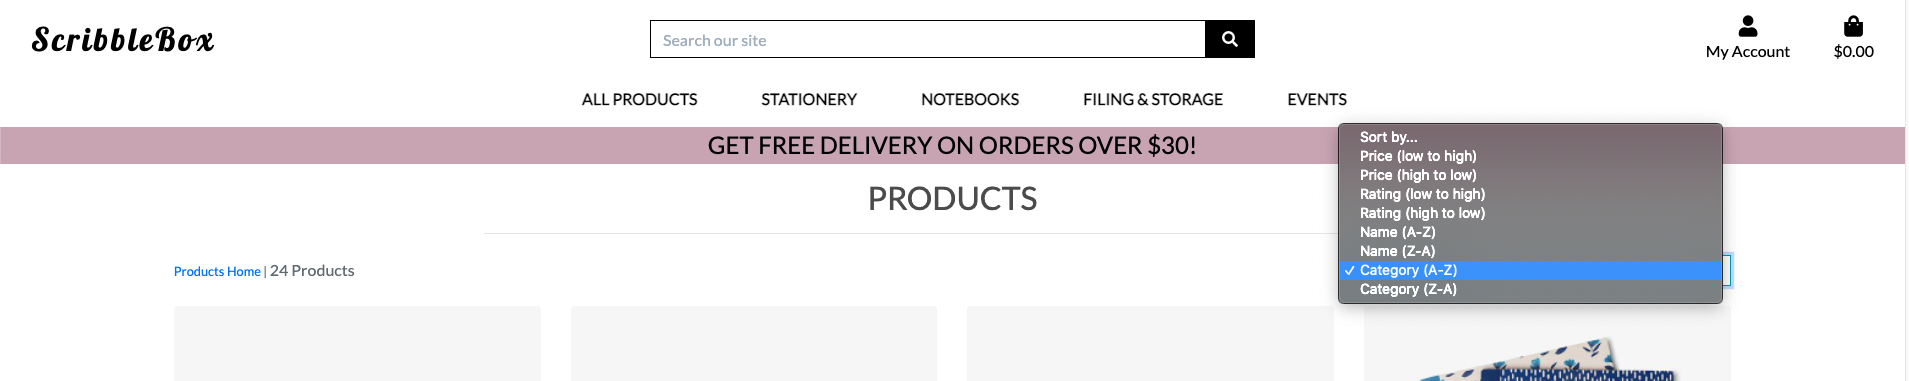 ScribbleBox
Search our site
My Account
$0.00
ALL PRODUCTS
STATIONERY
NOTEBOOKS
FILING & STORAGE
EVENTS
GET FREE DELIVERY ON ORDERS OVER $30!
PRODUCTS
Products Home | 24 Products
Sort by...
Price (low to high)
Price (high to low)
Rating (low to high)
Rating (high to low)
Name (A-Z)
Name (Z-A)
✓ Category (A-Z)
Category (Z-A)